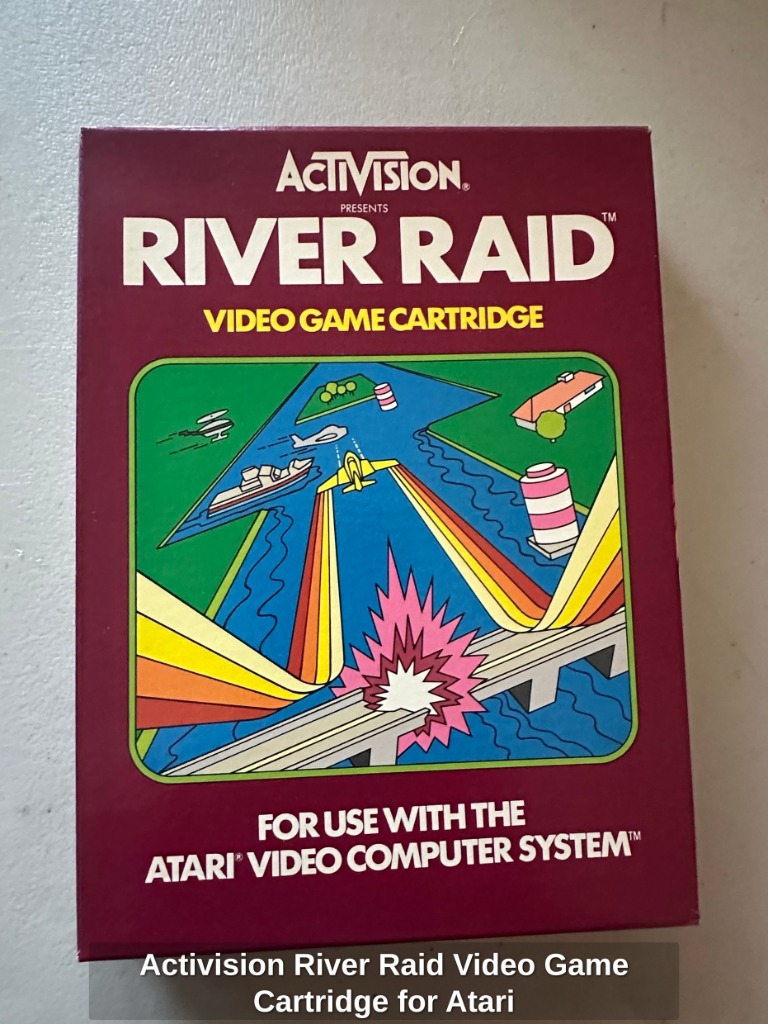 ACTIVISION®
PRESENTS
RIVER RAID™
VIDEO GAME CARTRIDGE
FOR USE WITH THE
ATARI® VIDEO COMPUTER SYSTEM™
Activision River Raid Video Game
Cartridge for Atari